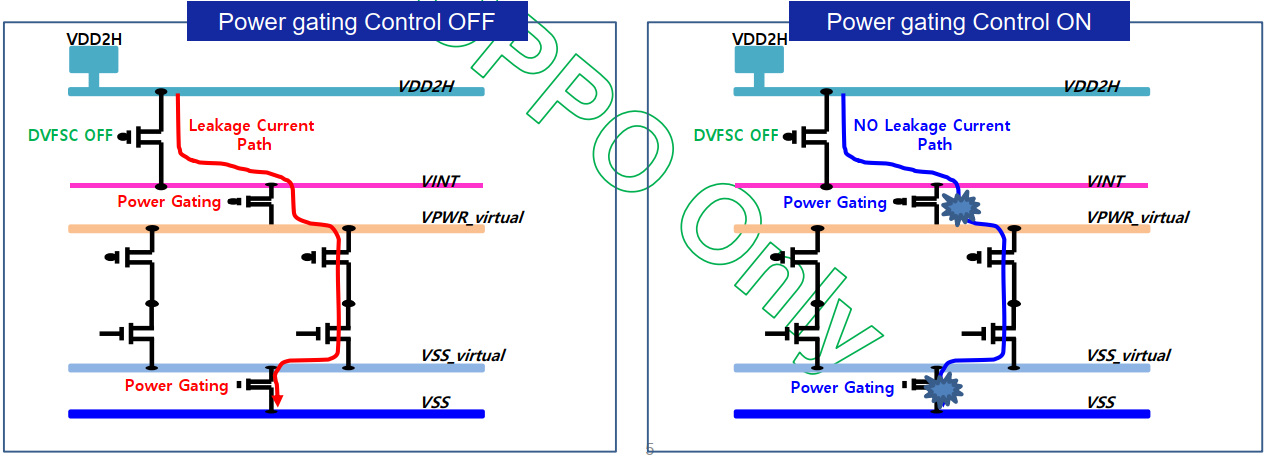 Power gating Control OFF
VDD2H
VDD2H
DVFSC OFF
Leakage Current
Path
VINT
Power Gating
VPWR_virtual
VSS_virtual
Power Gating
VSS
Power gating Control ON
VDD2H
VDD2H
DVFSC OFF
NO Leakage Current
Path
VINT
Power Gating
VPWR_virtual
VSS_virtual
Power Gating
VSS
OPPO Only
5